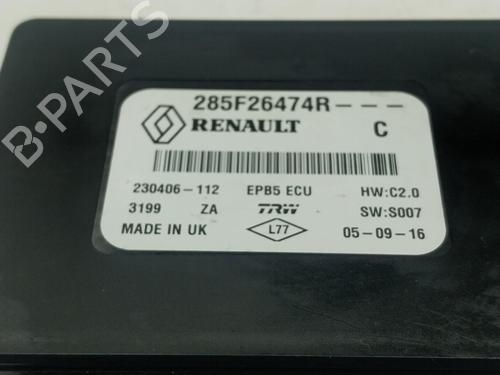 285F26474R---
RENAULT C
230406-112 EPB5 ECU HW:C2.0
3199 ZA TRW SW:S007
MADE IN UK L77 05-09-16
B-PARTS